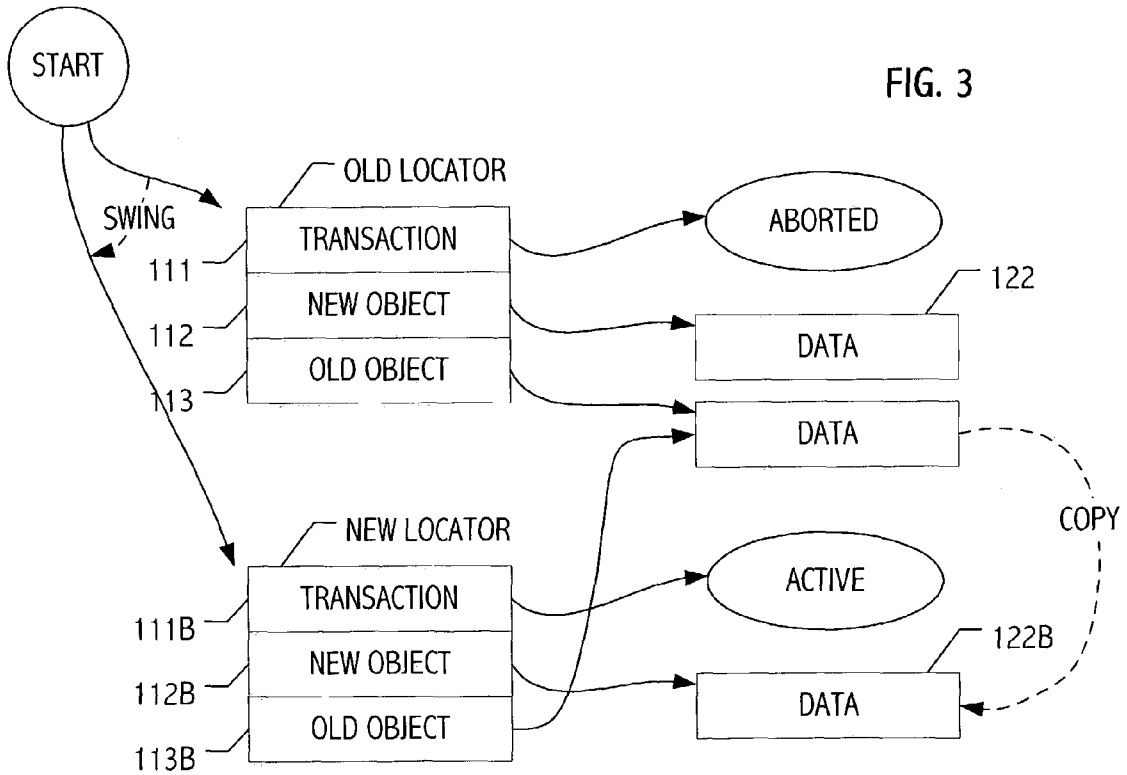 START
FIG. 3
OLD LOCATOR
SWING
TRANSACTION
ABORTED
111
122
NEW OBJECT
112
DATA
OLD OBJECT
113
DATA
NEW LOCATOR
COPY
TRANSACTION
ACTIVE
111B
122B
NEW OBJECT
112B
DATA
OLD OBJECT
113B